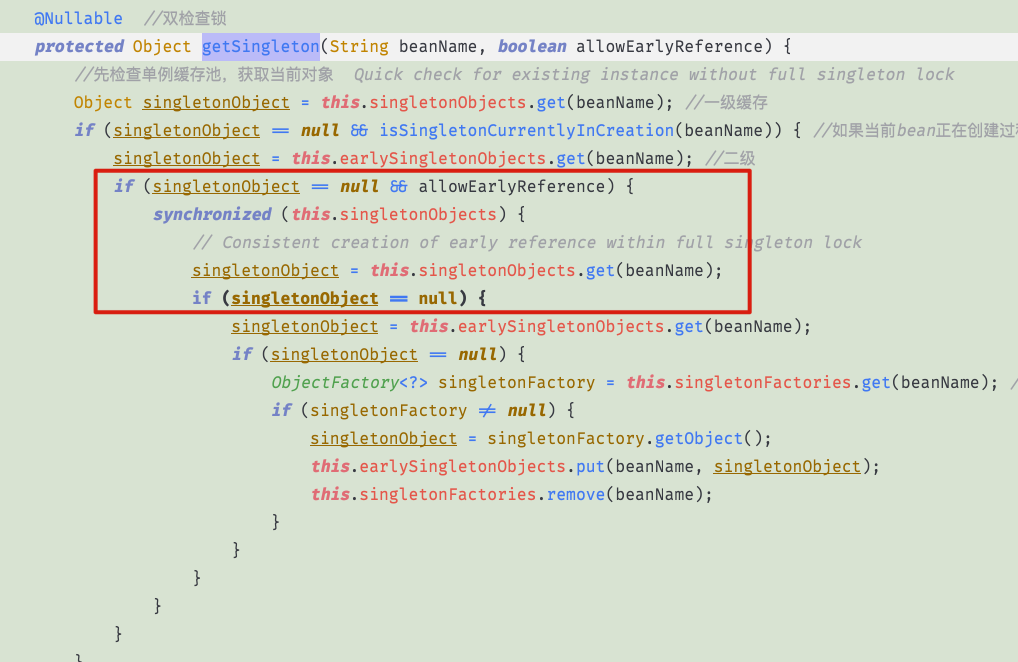 @Nullable //双检查锁
protected Object getSingleton(String beanName, boolean allowEarlyReference) {
//先检查单例缓存池，获取当前对象 Quick check for existing instance without full singleton lock
Object singletonObject = this.singletonObjects.get(beanName); //一级缓存
if (singletonObject == null && isSingletonCurrentlyInCreation(beanName)) { //如果当前bean正在创建过
singletonObject = this.earlySingletonObjects.get(beanName); //二级
if (singletonObject == null && allowEarlyReference) {
synchronized (this.singletonObjects) {
// Consistent creation of early reference within full singleton lock
singletonObject = this.singletonObjects.get(beanName);
if (singletonObject == null) {
singletonObject = this.earlySingletonObjects.get(beanName);
if (singletonObject == null) {
ObjectFactory<?> singletonFactory = this.singletonFactories.get(beanName); /
if (singletonFactory != null) {
singletonObject = singletonFactory.getObject();
this.earlySingletonObjects.put(beanName, singletonObject);
this.singletonFactories.remove(beanName);
}
}
}
}
}
}